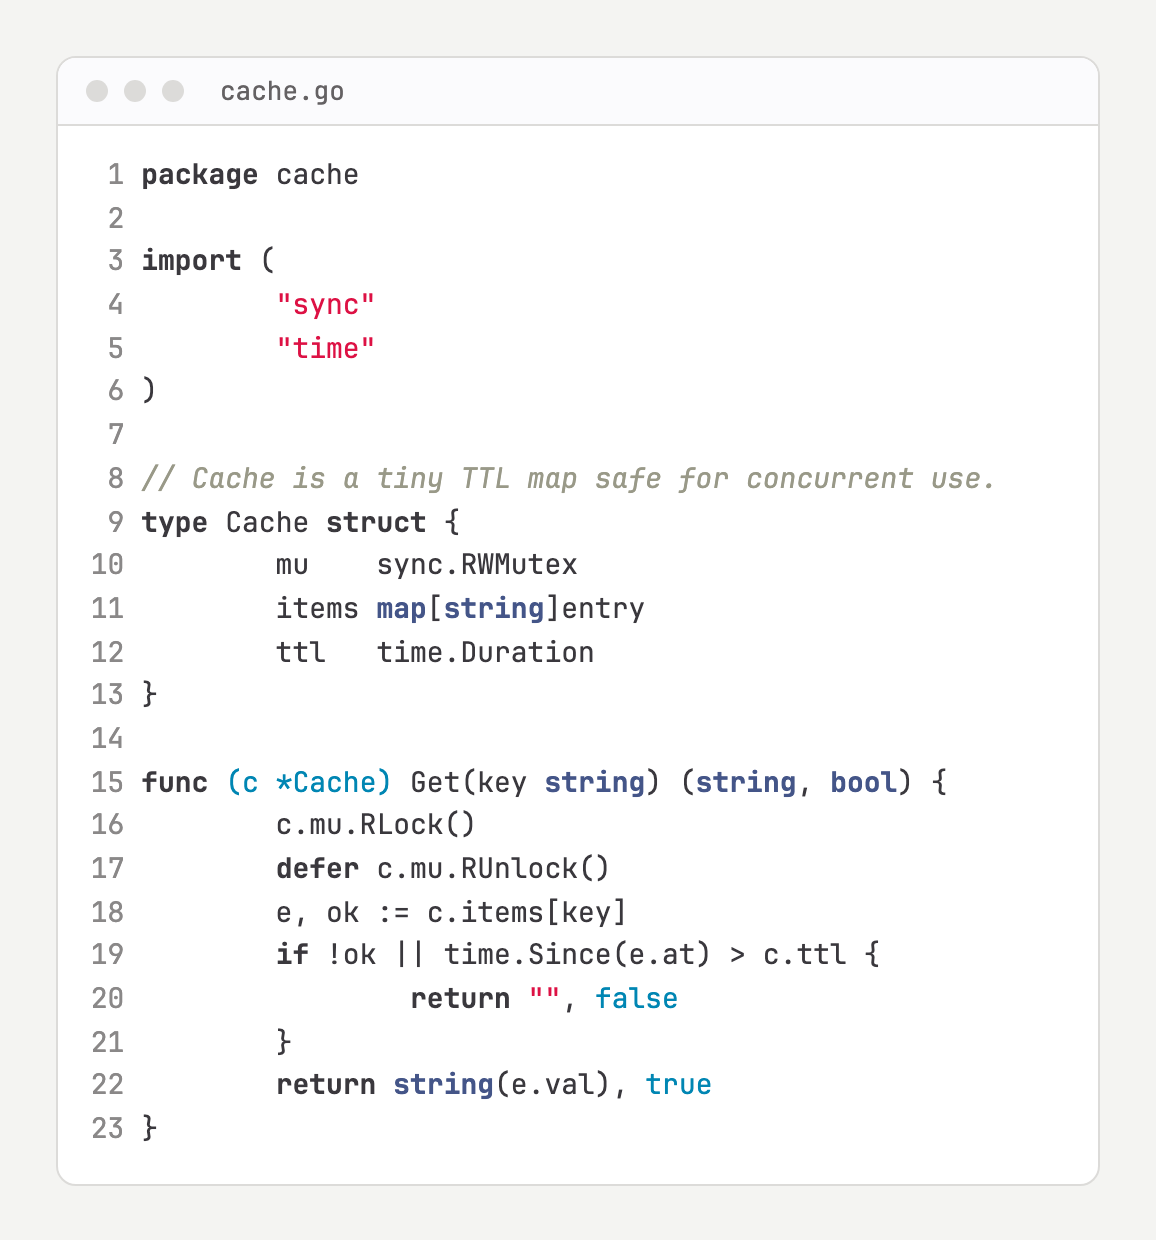 cache.go
1 package cache
2
3 import (
4         "sync"
5         "time"
6 )
7
8 // Cache is a tiny TTL map safe for concurrent use.
9 type Cache struct {
10         mu    sync.RWMutex
11         items map[string]entry
12         ttl   time.Duration
13 }
14
15 func (c *Cache) Get(key string) (string, bool) {
16         c.mu.RLock()
17         defer c.mu.RUnlock()
18         e, ok := c.items[key]
19         if !ok || time.Since(e.at) > c.ttl {
20                 return "", false
21         }
22         return string(e.val), true
23 }